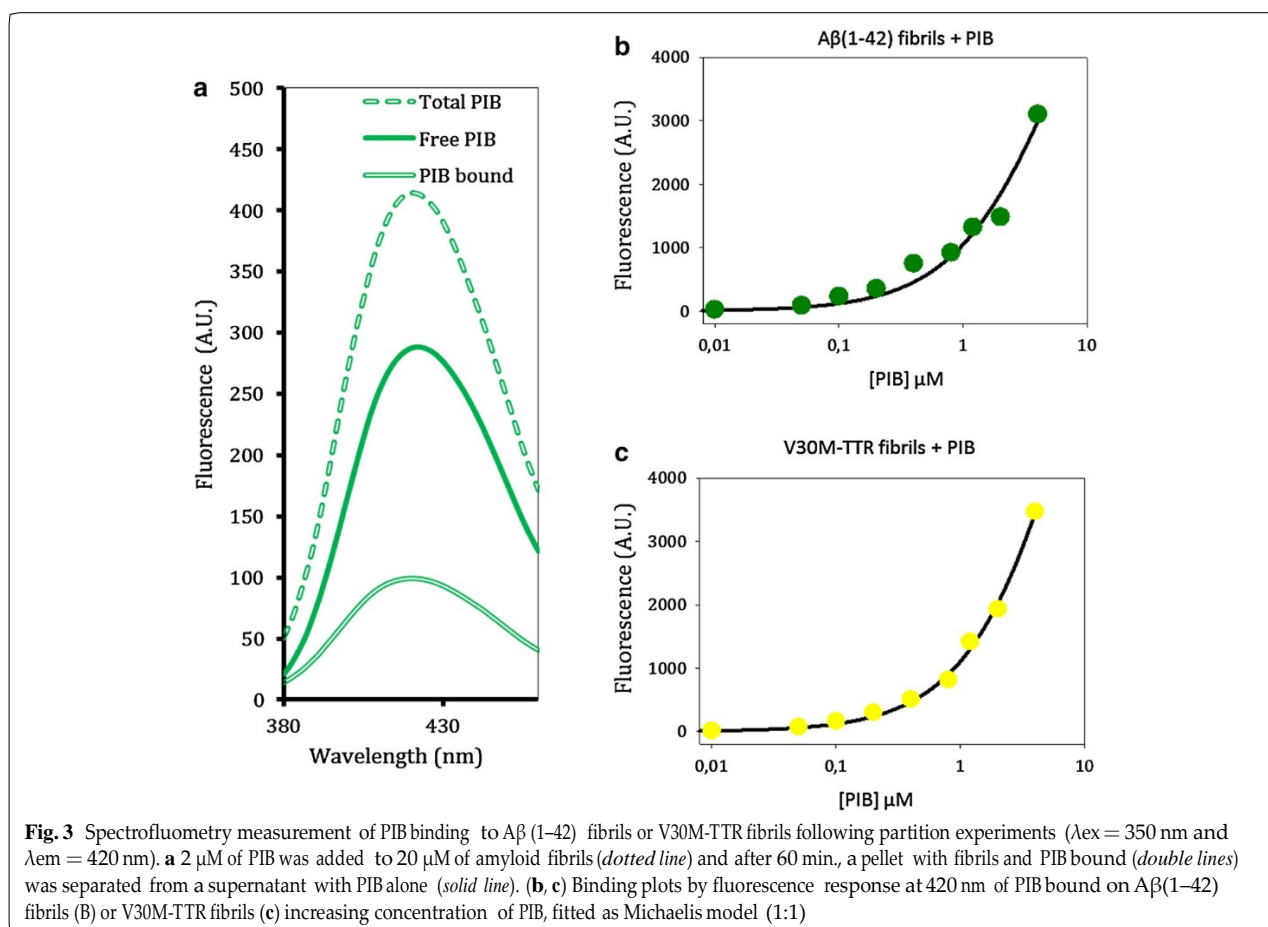 a
500
450
400
350
300
250
200
150
100
50
0
Fluorescence (A.U.)
Total PIB
Free PIB
PIB bound
380
430
Wavelength (nm)
b
Aβ(1-42) fibrils + PIB
4000
3000
2000
1000
0
Fluorescence (A.U.)
0,01
0,1
1
10
[PIB] μM
c
V30M-TTR fibrils + PIB
4000
3000
2000
1000
0
Fluorescence (A.U.)
0,01
0,1
1
10
[PIB] μM
Fig. 3 Spectrofluometry measurement of PIB binding to Aβ (1–42) fibrils or V30M-TTR fibrils following partition experiments (λex = 350 nm and
λem = 420 nm). a 2 μM of PIB was added to 20 μM of amyloid fibrils (dotted line) and after 60 min., a pellet with fibrils and PIB bound (double lines)
was separated from a supernatant with PIB alone (solid line). (b, c) Binding plots by fluorescence response at 420 nm of PIB bound on Aβ(1–42)
fibrils (B) or V30M-TTR fibrils (c) increasing concentration of PIB, fitted as Michaelis model (1:1)